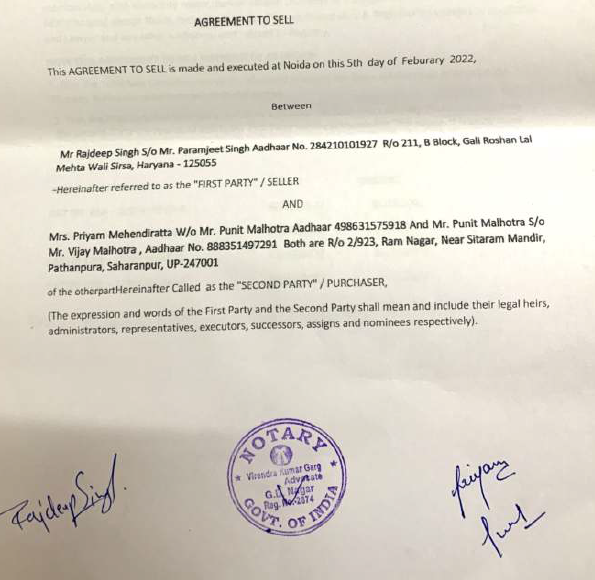 AGREEMENT TO SELL
This AGREEMENT TO SELL is made and executed at Noida on this 5th day of Feburary 2022,
Between
Mr Rajdeep Singh S/o Mr. Paramjeet Singh Aadhaar No. 284210101927 R/o 211, B Block, Gali Roshan Lal
Mehta Wali Sirsa, Haryana - 125055
-Hereinafter referred to as the "FIRST PARTY" / SELLER
AND
Mrs. Priyam Mehendiratta W/o Mr. Punit Malhotra Aadhaar 498631575918 And Mr. Punit Malhotra S/o
Mr. Vijay Malhotra , Aadhaar No. 888351497291 Both are R/o 2/923, Ram Nagar, Near Sitaram Mandir,
Pathanpura, Saharanpur, UP-247001
of the otherpartHereinafter Called as the "SECOND PARTY" / PURCHASER,
(The expression and words of the First Party and the Second Party shall mean and include their legal heirs,
administrators, representatives, executors, successors, assigns and nominees respectively).
NOTARY
Virendra Kumar Garg
Advocate
G.B. Nagar
Reg. No.-2874
GOVT. OF INDIA
Rajdeep Singh.
Priyam